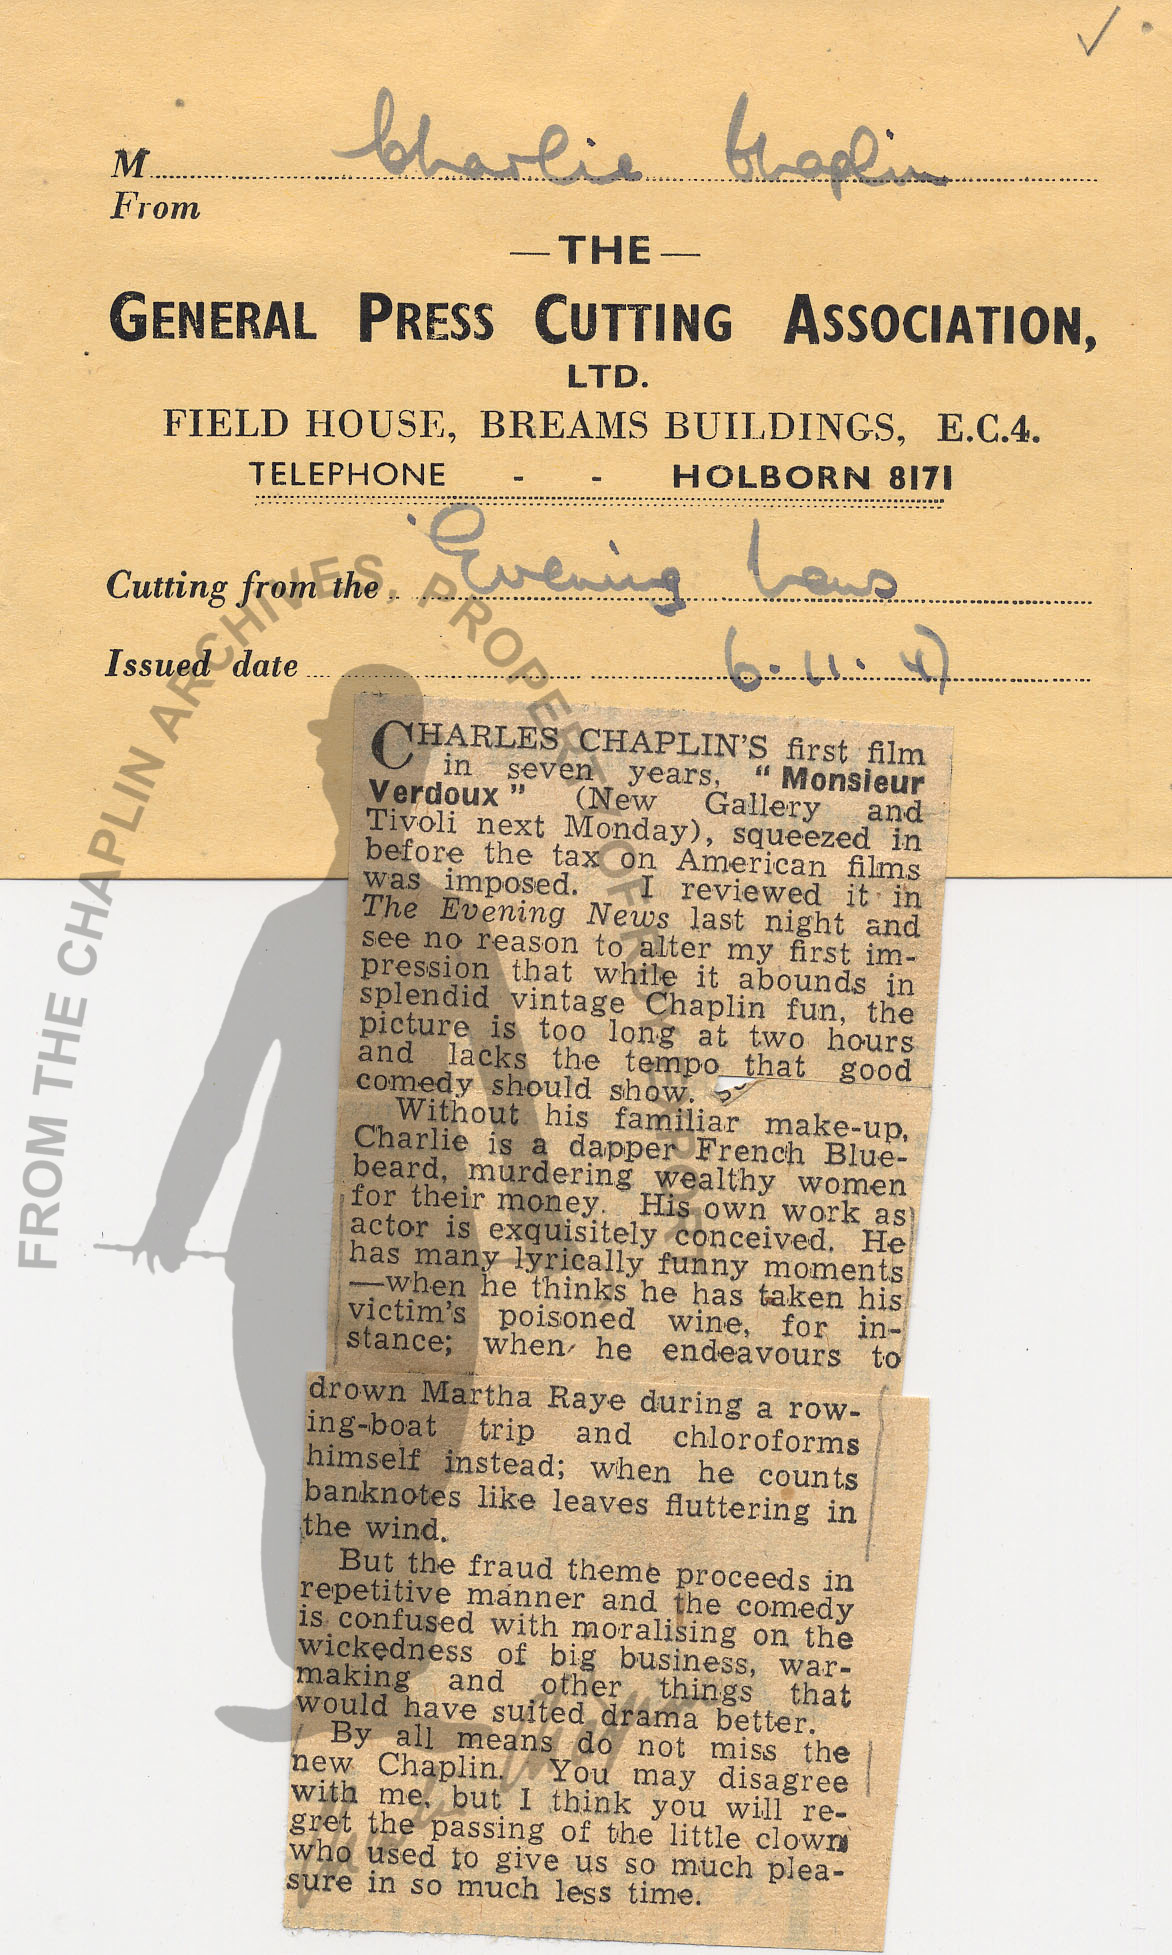 M Charlie Chaplin
From
—THE—
GENERAL PRESS CUTTING ASSOCIATION,
LTD.
FIELD HOUSE, BREAMS BUILDINGS, E.C.4.
TELEPHONE - - HOLBORN 8171
Cutting from the Evening News
Issued date 6.11.47
CHARLES CHAPLIN'S first film
in seven years, "Monsieur
Verdoux" (New Gallery and
Tivoli next Monday), squeezed in
before the tax on American films
was imposed. I reviewed it in
The Evening News last night and
see no reason to alter my first im-
pression that while it abounds in
splendid vintage Chaplin fun, the
picture is too long at two hours
and lacks the tempo that good
comedy should show.
Without his familiar make-up,
Charlie is a dapper French Blue-
beard, murdering wealthy women
for their money. His own work as
actor is exquisitely conceived. He
has many lyrically funny moments
—when he thinks he has taken his
victim's poisoned wine, for in-
stance; when he endeavours to
drown Martha Raye during a row-
ing-boat trip and chloroforms
himself instead; when he counts
banknotes like leaves fluttering in
the wind.
But the fraud theme proceeds in
repetitive manner and the comedy
is confused with moralising on the
wickedness of big business, war-
making and other things that
would have suited drama better.
By all means do not miss the
new Chaplin. You may disagree
with me, but I think you will re-
gret the passing of the little clown
who used to give us so much plea-
sure in so much less time.
FROM THE CHAPLIN ARCHIVES, PROPERTY OF ROY EXPORT